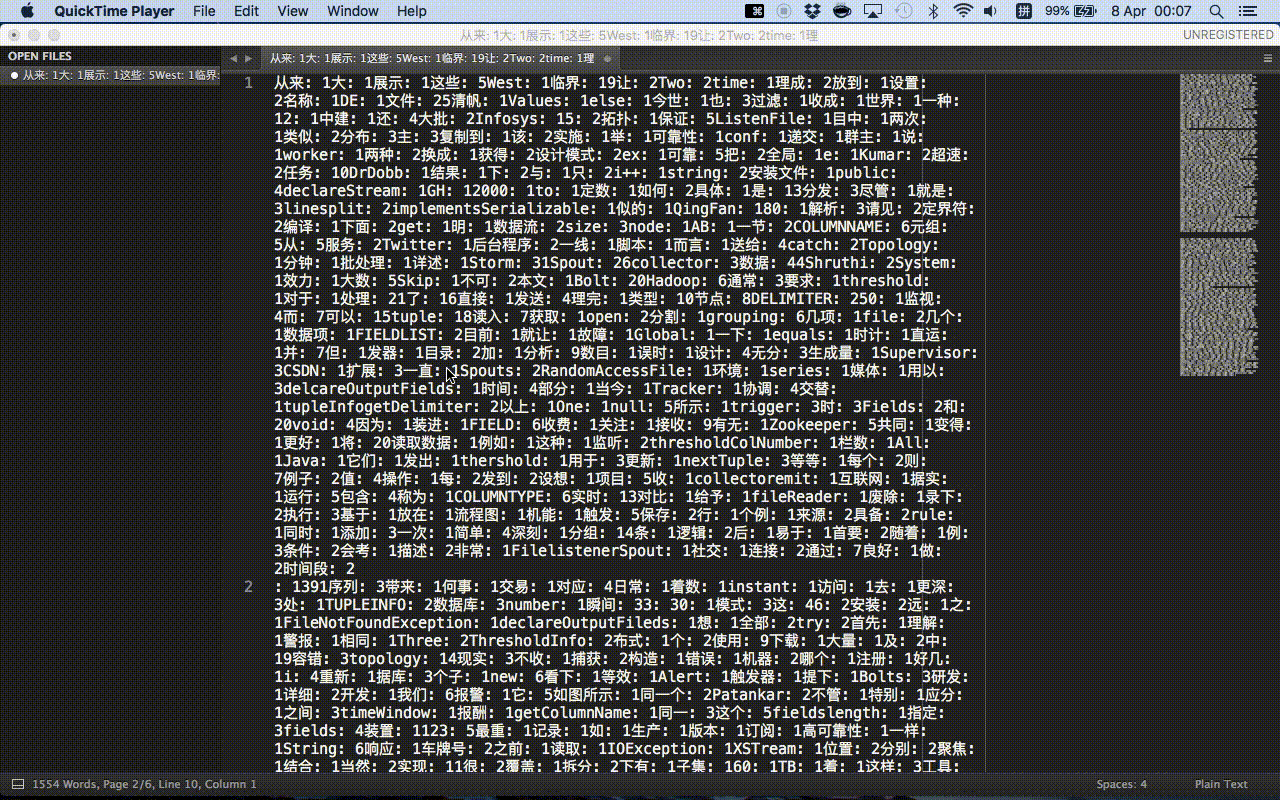 QuickTime Player File Edit View Window Help 99% 8 Apr 00:07
从来: 1大: 1展示: 1这些: 5West: 1临界: 19让: 2Two: 2time: 1理
UNREGISTERED
OPEN FILES
从来: 1大: 1展示: 1这些: 5West: 1临界:
从来: 1大: 1展示: 1这些: 5West: 1临界: 19让: 2Two: 2time: 1理
1 从来: 1大: 1展示: 1这些: 5West: 1临界: 19让: 2Two: 2time: 1理成: 2放到: 1设置:
2名称: 1DE: 1文件: 25清帆: 1Values: 1else: 1今世: 1也: 3过滤: 1收成: 1世界: 1一种:
12: 1中建: 1还: 4大批: 2Infosys: 15: 2拓扑: 1保证: 5ListenFile: 1目中: 1两次:
1类似: 2分布: 3主: 3复制到: 1该: 2实施: 1举: 1可靠性: 1conf: 1递交: 1群主: 1说:
1worker: 1两种: 2换成: 1获得: 2设计模式: 2ex: 1可靠: 5把: 2全局: 1e: 1Kumar: 2超速:
2任务: 10DrDobb: 1结果: 1下: 2与: 1只: 2i++: 1string: 2安装文件: 1public:
4declareStream: 1GH: 12000: 1to: 1定数: 1如何: 2具体: 1是: 13分发: 3尽管: 1就是:
3linesplit: 2implementsSerializable: 1似的: 1QingFan: 180: 1解析: 3请见: 2定界符:
2编译: 1下面: 2get: 1明: 1数据流: 2size: 3node: 1AB: 1一节: 2COLUMNNAME: 6元组:
5从: 5服务: 2Twitter: 1后台程序: 2一线: 1脚本: 1而言: 1送给: 4catch: 2Topology:
1分钟: 1批处理: 1详述: 1Storm: 31Spout: 26collector: 3数据: 44Shruthi: 2System:
1效力: 1大数: 5Skip: 1不可: 2本文: 1Bolt: 20Hadoop: 6通常: 3要求: 1threshold:
1对于: 1处理: 21了: 16直接: 1发送: 4理完: 1类型: 10节点: 8DELIMITER: 250: 1监视:
4而: 7可以: 15tuple: 18读入: 7获取: 1open: 2分割: 1grouping: 6几项: 1file: 2几个:
1数据项: 1FIELDLIST: 2目前: 1就让: 1故障: 1Global: 1一下: 1equals: 1时计: 1直运:
1并: 7但: 1发器: 1目录: 2加: 1分析: 9数目: 1误时: 1设计: 4无分: 3生成量: 1Supervisor:
3CSDN: 1扩展: 3一直: 1Spouts: 2RandomAccessFile: 1环境: 1series: 1媒体: 1用以:
3delcareOutputFields: 1时间: 4部分: 1当今: 1Tracker: 1协调: 4交替:
1tupleInfogetDelimiter: 2以上: 1One: 1null: 5所示: 1trigger: 3时: 3Fields: 2和:
20void: 4因为: 1装进: 1FIELD: 6收费: 1关注: 1接收: 9有无: 1Zookeeper: 5共同: 1变得:
1更好: 1将: 20读取数据: 1例如: 1这种: 1监听: 2thresholdColNumber: 1栏数: 1All:
1Java: 1它们: 1发出: 1thershold: 1用于: 3更新: 1nextTuple: 3等等: 1每个: 2则:
7例子: 2值: 4操作: 1每: 2发到: 2设想: 1项目: 5收: 1collectoremit: 1互联网: 1据实:
1运行: 5包含: 4称为: 1COLUMNTYPE: 6实时: 13对比: 1给予: 1fileReader: 1废除: 1录下:
2执行: 3基于: 1放在: 1流程图: 1机能: 1触发: 5保存: 2行: 1个例: 1来源: 2具备: 2rule:
1同时: 1添加: 3一次: 1简单: 4深刻: 1分组: 14条: 1逻辑: 2后: 1易于: 1首要: 2随着: 1例:
3条件: 2会考: 1描述: 2非常: 1FilelistenerSpout: 1社交: 1连接: 2通过: 7良好: 1做:
2时间段: 2
2 : 1391序列: 3带来: 1何事: 1交易: 1对应: 4日常: 1着数: 1instant: 1访问: 1去: 1更深:
3处: 1TUPLEINFO: 2数据库: 3number: 1瞬间: 33: 30: 1模式: 3这: 46: 2安装: 2远: 1之:
1FileNotFoundException: 1declareOutputFileds: 1想: 1全部: 2try: 2首先: 1理解:
1警报: 1相同: 1Three: 2ThresholdInfo: 2布式: 1个: 2使用: 9下载: 1大量: 1及: 2中:
19容错: 3topology: 14现实: 3不收: 1捕获: 2构造: 1错误: 1机器: 2哪个: 1注册: 1好几:
1i: 4重新: 1据库: 3个子: 1new: 6看下: 1等效: 1Alert: 1触发器: 1提下: 1Bolts: 3研发:
1详细: 2开发: 1我们: 6报警: 1它: 5如图所示: 1同一个: 2Patankar: 2不管: 1特别: 1应分:
1之间: 3timeWindow: 1报酬: 1getColumnName: 1同一: 3这个: 5fieldslength: 1指定:
3fields: 4装置: 1123: 5最重: 1记录: 1如: 1生产: 1版本: 1订阅: 1高可靠性: 1一样:
1String: 6响应: 1车牌号: 2之前: 1读取: 1IOException: 1XSTream: 1位置: 2分别: 2聚焦:
1结合: 1当然: 2实现: 11很: 2覆盖: 1拆分: 2下有: 1子集: 160: 1TB: 1着: 1这样: 3工具:
1554 Words, Page 2/6, Line 10, Column 1 Spaces: 4 Plain Text